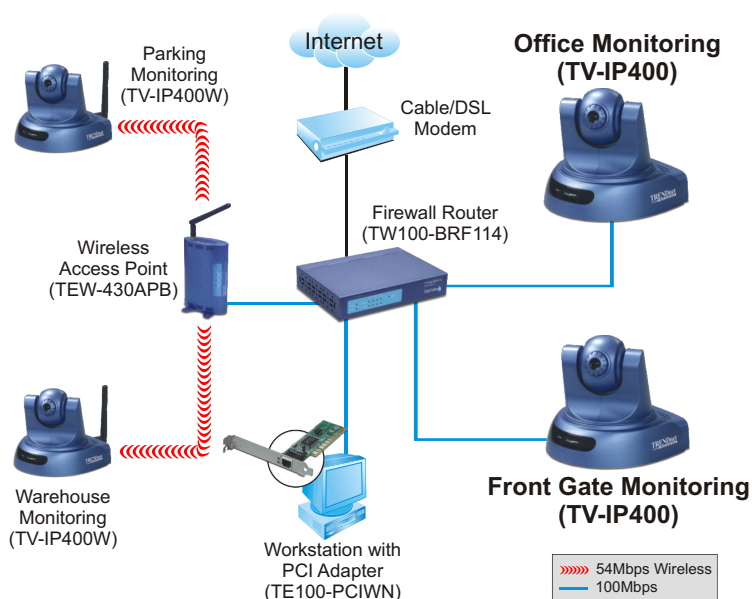 Internet
Office Monitoring
(TV-IP400)
Parking
Monitoring
(TV-IP400W)
Cable/DSL
Modem
TRENDnet
Firewall Router
(TW100-BRF114)
Wireless
Access Point
(TEW-430APB)
TRENDnet
Warehouse
Monitoring
(TV-IP400W)
Front Gate Monitoring
(TV-IP400)
Workstation with
PCI Adapter
(TE100-PCIWN)
54Mbps Wireless
100Mbps